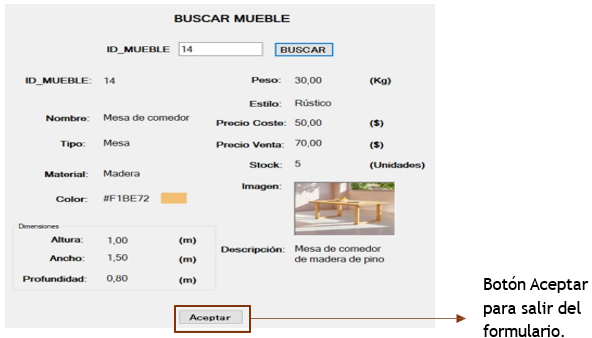 BUSCAR MUEBLE
ID_MUEBLE 14 BUSCAR
ID_MUEBLE: 14
Nombre: Mesa de comedor
Tipo: Mesa
Material: Madera
Color: #F1BE72
Dimensiones
Altura: 1,00 (m)
Ancho: 1,50 (m)
Profundidad: 0,80 (m)
Peso: 30,00 (Kg)
Estilo: Rústico
Precio Coste: 50,00 ($)
Precio Venta: 70,00 ($)
Stock: 5 (Unidades)
Imagen:
Descripción: Mesa de comedor
de madera de pino
Aceptar
Botón Aceptar
para salir del
formulario.